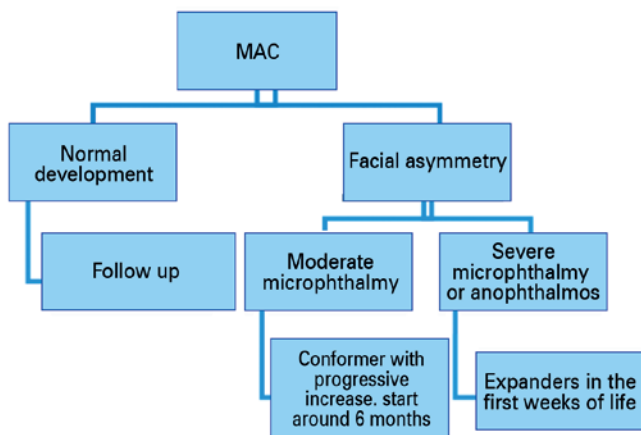 MAC
Normal
development
Facial asymmetry
Follow up
Moderate
microphthalmy
Severe
microphthalmy
or anophthalmos
Conformer with
progressive
increase. start
around 6 months
Expanders in the
first weeks of life